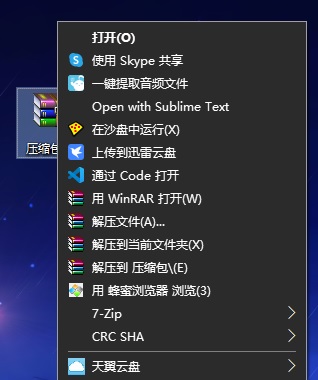 打开(O)
使用 Skype 共享
一键提取音频文件
Open with Sublime Text
在沙盘中运行(X)
上传到迅雷云盘
压缩包
通过 Code 打开
用 WinRAR 打开(W)
解压文件(A)...
解压到当前文件夹(X)
解压到 压缩包\(E)
用 蜂蜜浏览器 浏览(3)
7-Zip
CRC SHA
天翼云盘